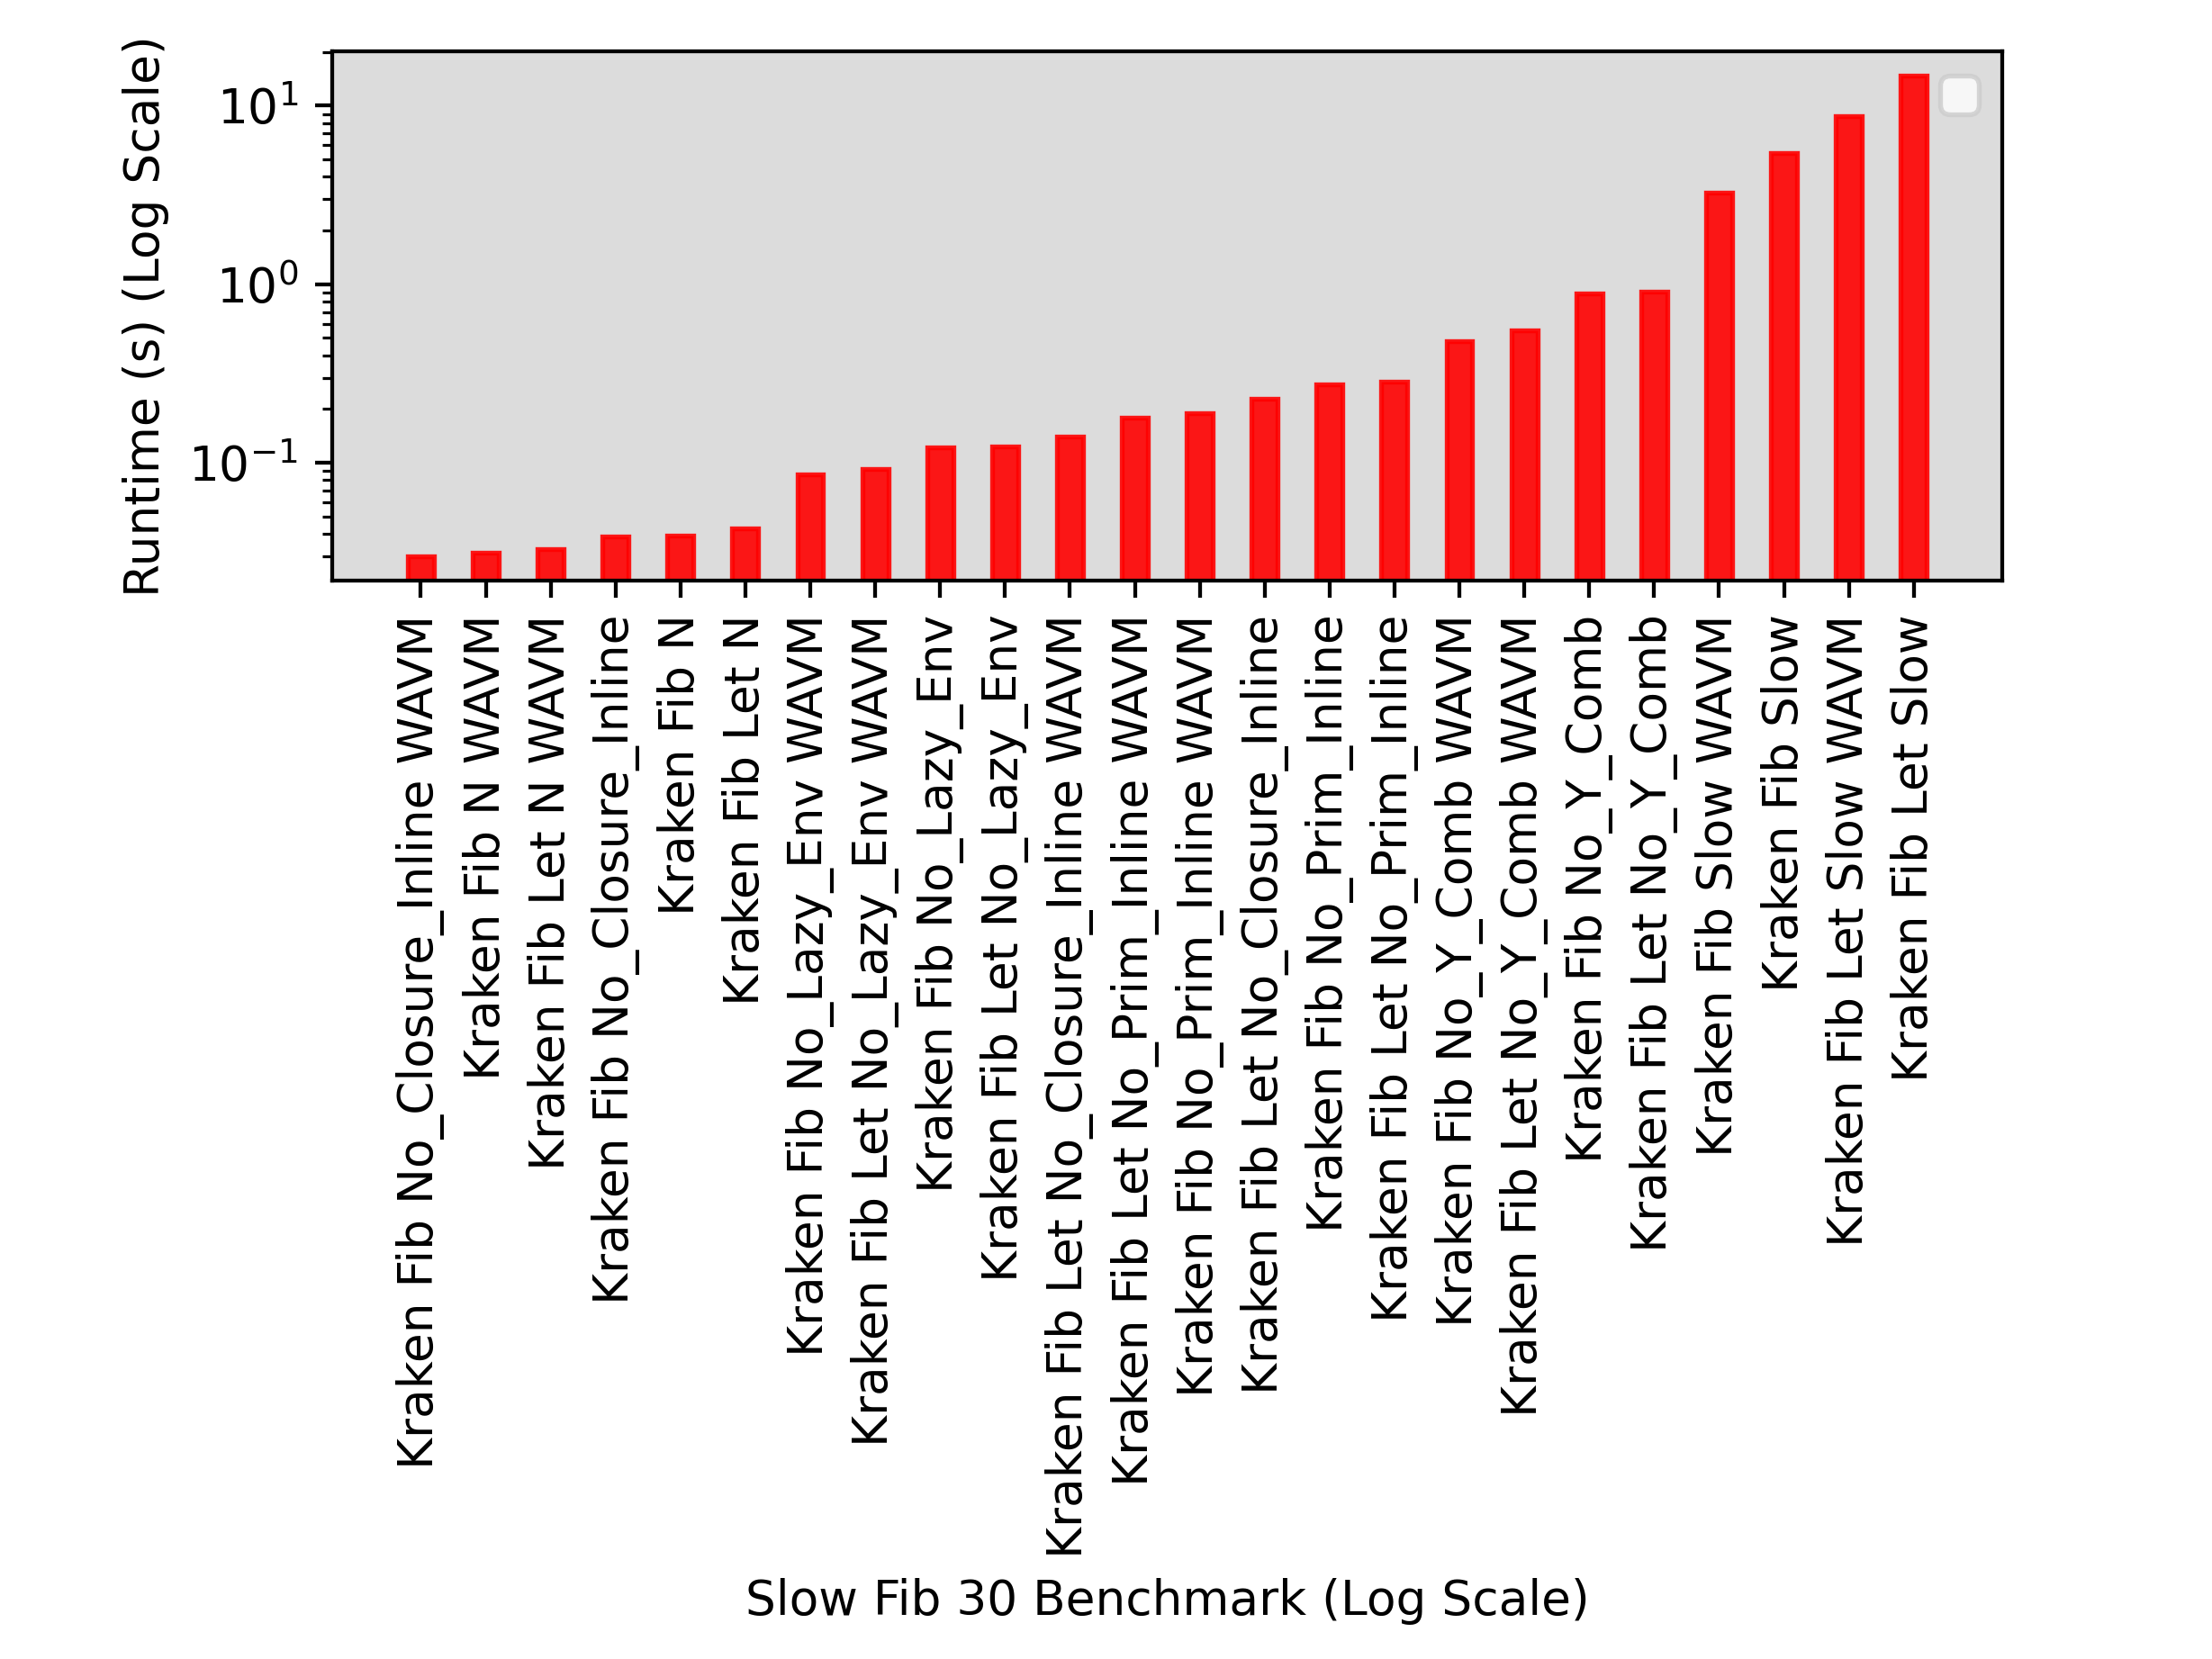 Runtime (s) (Log Scale)
10¹
10⁰
10⁻¹
Kraken Fib No_Closure_Inline WAVM
Kraken Fib N WAVM
Kraken Fib Let N WAVM
Kraken Fib No_Closure_Inline
Kraken Fib N
Kraken Fib Let N
Kraken Fib No_Lazy_Env WAVM
Kraken Fib Let No_Lazy_Env WAVM
Kraken Fib No_Lazy_Env
Kraken Fib Let No_Lazy_Env
Kraken Fib Let No_Closure_Inline WAVM
Kraken Fib Let No_Prim_Inline WAVM
Kraken Fib No_Prim_Inline WAVM
Kraken Fib Let No_Closure_Inline
Kraken Fib No_Prim_Inline
Kraken Fib Let No_Prim_Inline
Kraken Fib No_Y_Comb WAVM
Kraken Fib Let No_Y_Comb WAVM
Kraken Fib No_Y_Comb
Kraken Fib Let No_Y_Comb
Kraken Fib Slow WAVM
Kraken Fib Slow
Kraken Fib Let Slow WAVM
Kraken Fib Let Slow
Slow Fib 30 Benchmark (Log Scale)